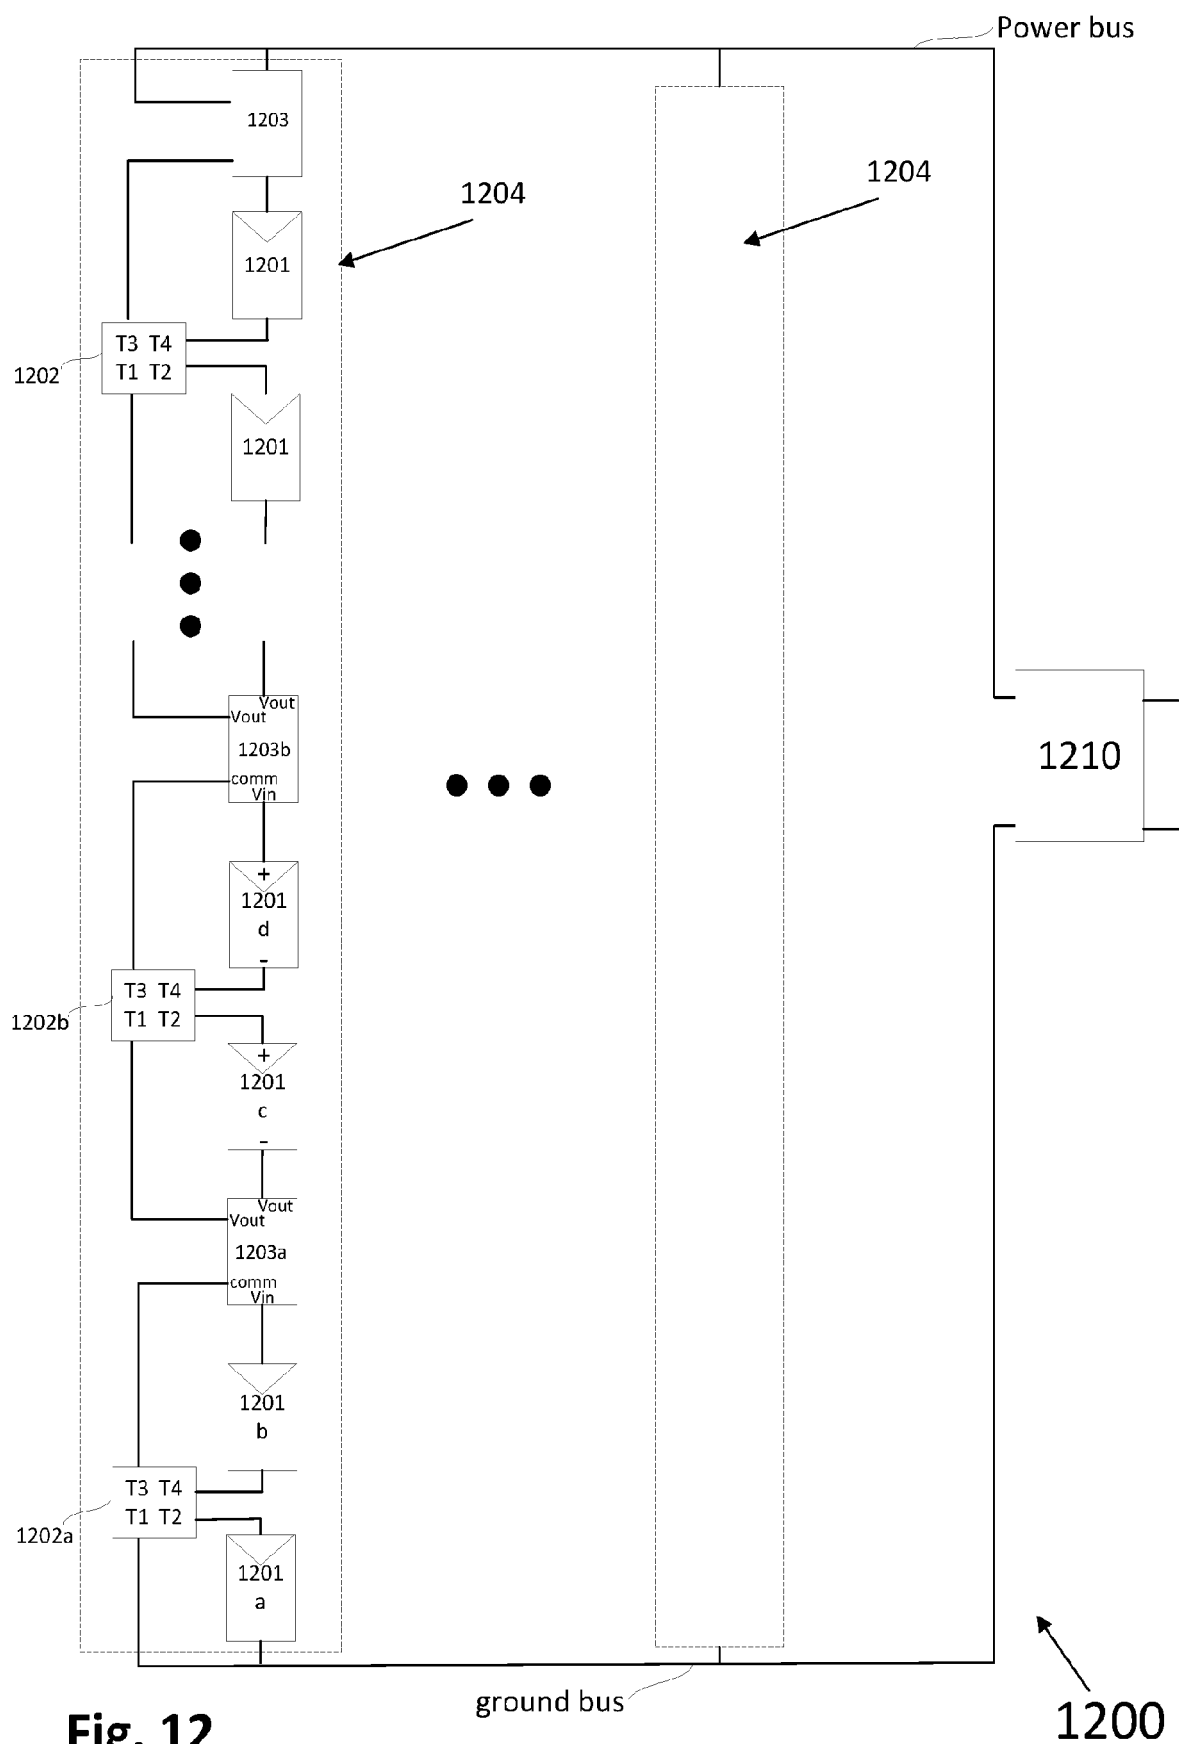 Power bus
1203
1204
1204
1201
T3 T4
T1 T2
1202
1201
Vout
Vout
1203b
comm
Vin
1210
+
1201
d
-
T3 T4
T1 T2
1202b
+
1201
c
-
Vout
Vout
1203a
comm
Vin
1201
b
T3 T4
T1 T2
1202a
1201
a
ground bus
1200
Fig. 12